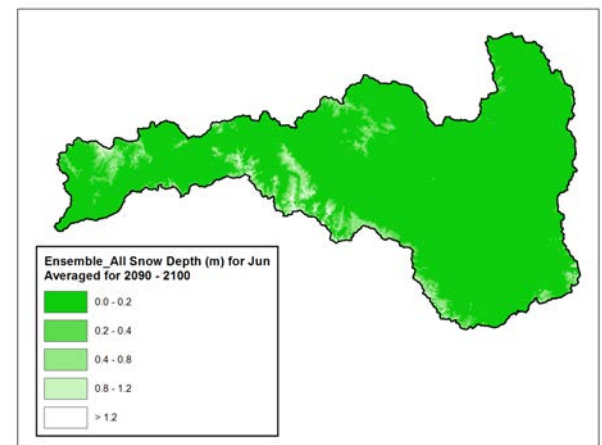 Ensemble_All Snow Depth (m) for Jun
Averaged for 2090 - 2100
0.0 - 0.2
0.2 - 0.4
0.4 - 0.8
0.8 - 1.2
> 1.2